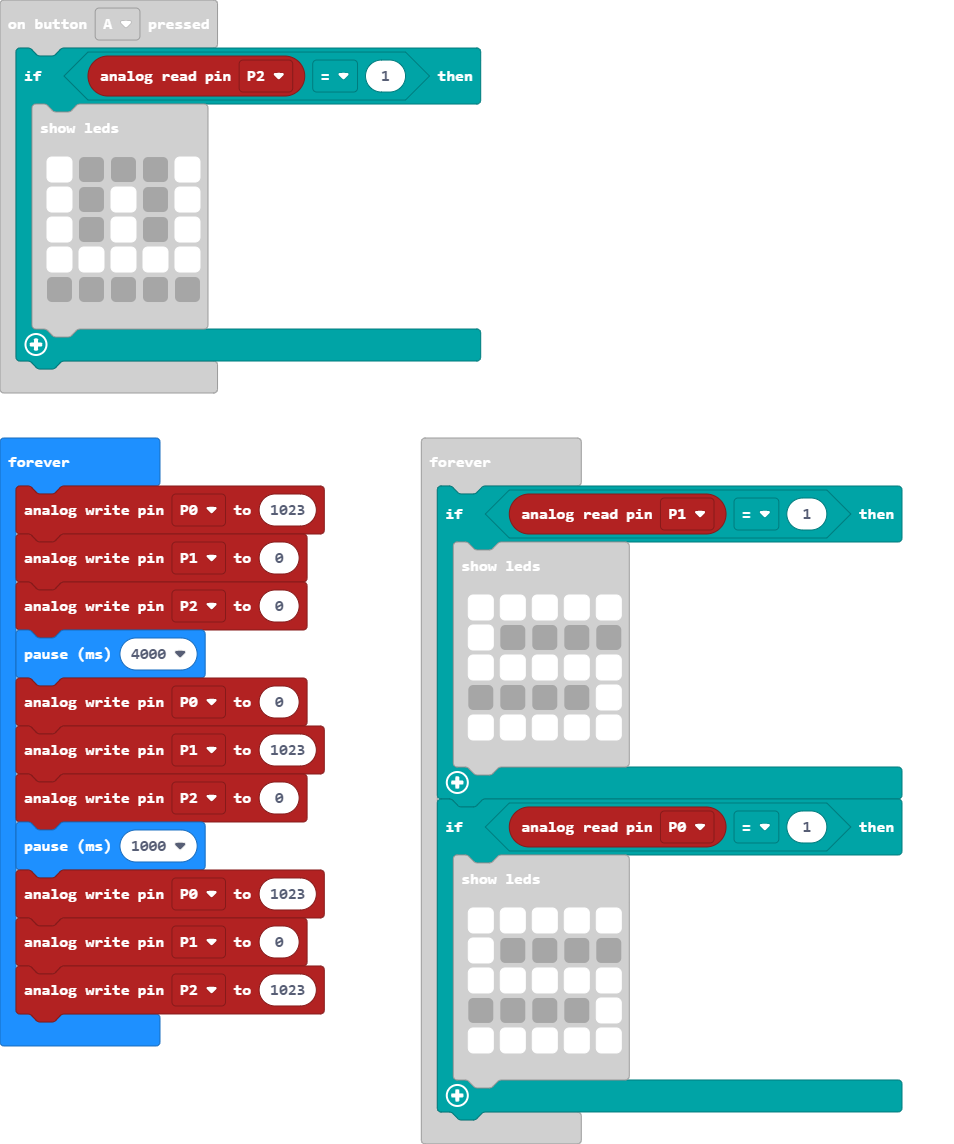 on button A pressed
if analog read pin P2 = 1 then
show leds
forever
analog write pin P0 to 1023
analog write pin P1 to 0
analog write pin P2 to 0
pause (ms) 4000
analog write pin P0 to 0
analog write pin P1 to 1023
analog write pin P2 to 0
pause (ms) 1000
analog write pin P0 to 1023
analog write pin P1 to 0
analog write pin P2 to 1023
forever
if analog read pin P1 = 1 then
show leds
if analog read pin P0 = 1 then
show leds